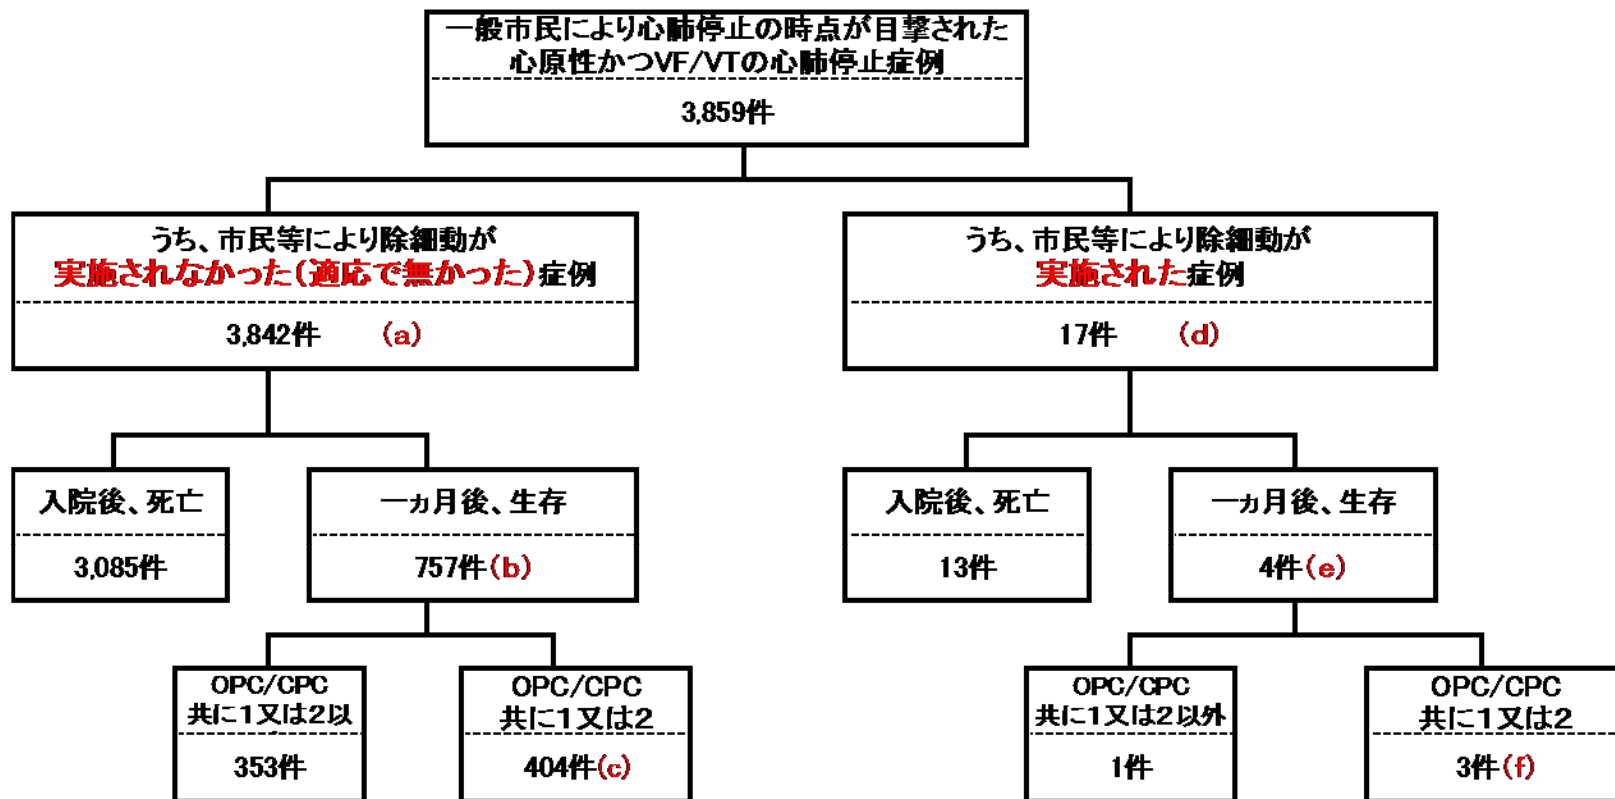 一般市民により心肺停止の時点が目撃された
心原性かつVF/VTの心肺停止症例
3,859件
うち、市民等により除細動が
実施されなかった(適応で無かった)症例
3,842件 (a)
うち、市民等により除細動が
実施された症例
17件 (d)
入院後、死亡
3,085件
一ヵ月後、生存
757件(b)
入院後、死亡
13件
一ヵ月後、生存
4件(e)
OPC/CPC
共に1又は2以
353件
OPC/CPC
共に1又は2
404件(c)
OPC/CPC
共に1又は2以外
1件
OPC/CPC
共に1又は2
3件(f)